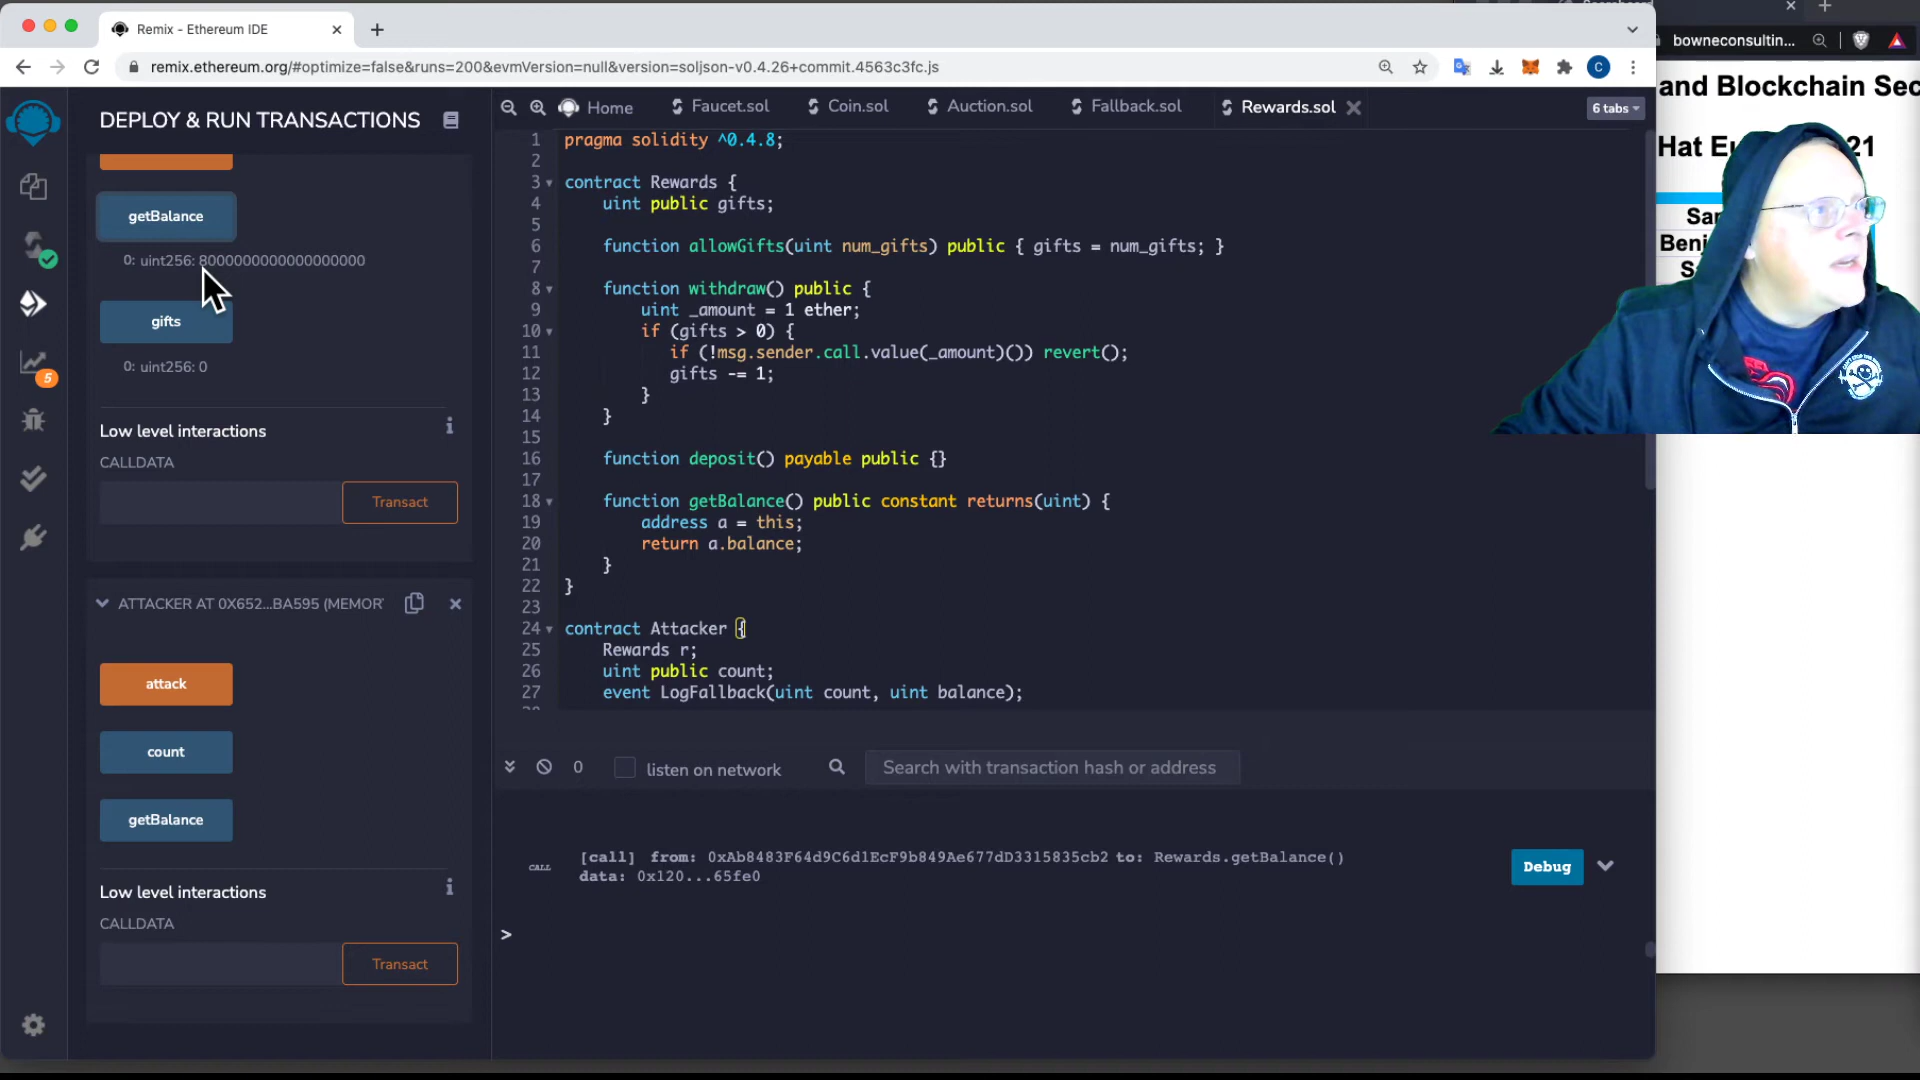 Remix - Ethereum IDE
bowneconsultin...
remix.ethereum.org/#optimize=false&runs=200&evmVersion=null&version=soljson-v0.4.26+commit.4563c3fc.js
C
and Blockchain Sec
DEPLOY & RUN TRANSACTIONS
Home
Faucet.sol
Coin.sol
Auction.sol
Fallback.sol
Rewards.sol
6 tabs
getBalance
0: uint256: 8000000000000000000
gifts
0: uint256: 0
Low level interactions
i
CALLDATA
Transact
5
ATTACKER AT 0X652...BA595 (MEMOR
attack
count
getBalance
Low level interactions
i
CALLDATA
Transact
1 pragma solidity ^0.4.8;
2
3 contract Rewards {
4 uint public gifts;
5
6 function allowGifts(uint num_gifts) public { gifts = num_gifts; }
7
8 function withdraw() public {
9 uint _amount = 1 ether;
10 if (gifts > 0) {
11 if (!msg.sender.call.value(_amount)()) revert();
12 gifts -= 1;
13 }
14 }
15
16 function deposit() payable public {}
17
18 function getBalance() public constant returns(uint) {
19 address a = this;
20 return a.balance;
21 }
22 }
23
24 contract Attacker {
25 Rewards r;
26 uint public count;
27 event LogFallback(uint count, uint balance);
0
listen on network
Search with transaction hash or address
CALL
[call] from: 0xAb8483F64d9C6d1EcF9b849Ae677dD3315835cb2 to: Rewards.getBalance()
data: 0x120...65fe0
Debug
>
Hat Eu
21
Sar
Benj
S